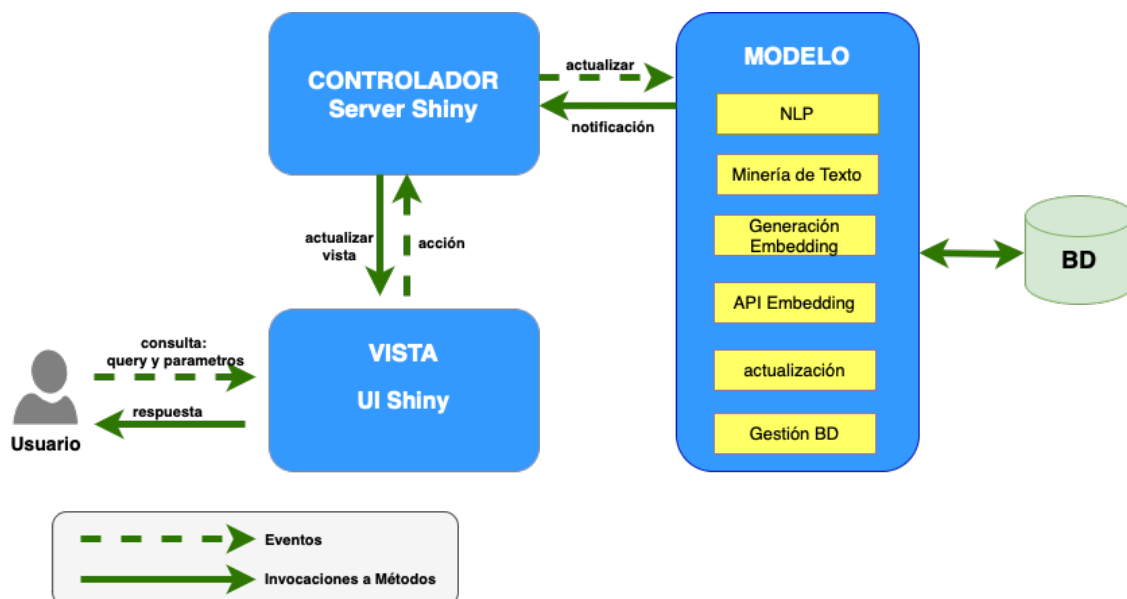 CONTROLADOR
Server Shiny
actualizar
notificación
MODELO
NLP
Minería de Texto
Generación
Embedding
API Embedding
actualización
Gestión BD
BD
actualizar
vista
acción
VISTA
UI Shiny
consulta:
query y parametros
respuesta
Usuario
Eventos
Invocaciones a Métodos